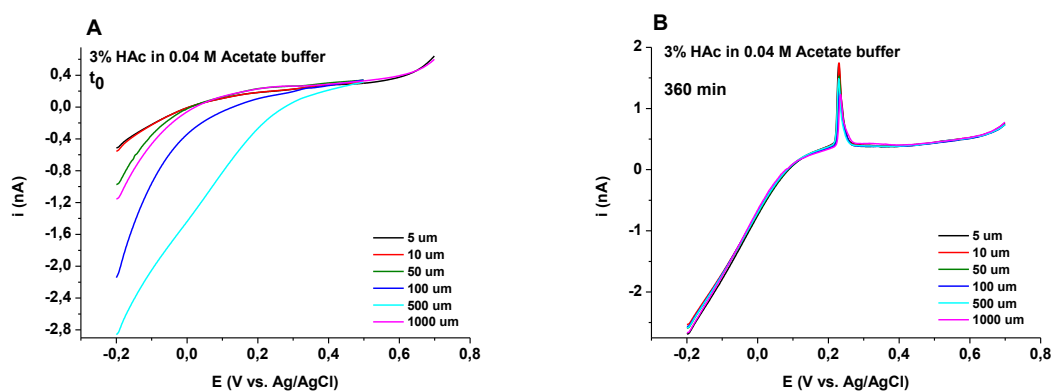 A
3% HAc in 0.04 M Acetate buffer
t0
0,4
0,0
-0,4
-0,8
-1,2
-1,6
-2,0
-2,4
-2,8
i (nA)
5 um
10 um
50 um
100 um
500 um
1000 um
-0,2 0,0 0,2 0,4 0,6 0,8
E (V vs. Ag/AgCl)
B
3% HAc in 0.04 M Acetate buffer
360 min
2
1
0
-1
-2
i (nA)
5 um
10 um
50 um
100 um
500 um
1000 um
-0,2 0,0 0,2 0,4 0,6 0,8
E (V vs. Ag/AgCl)